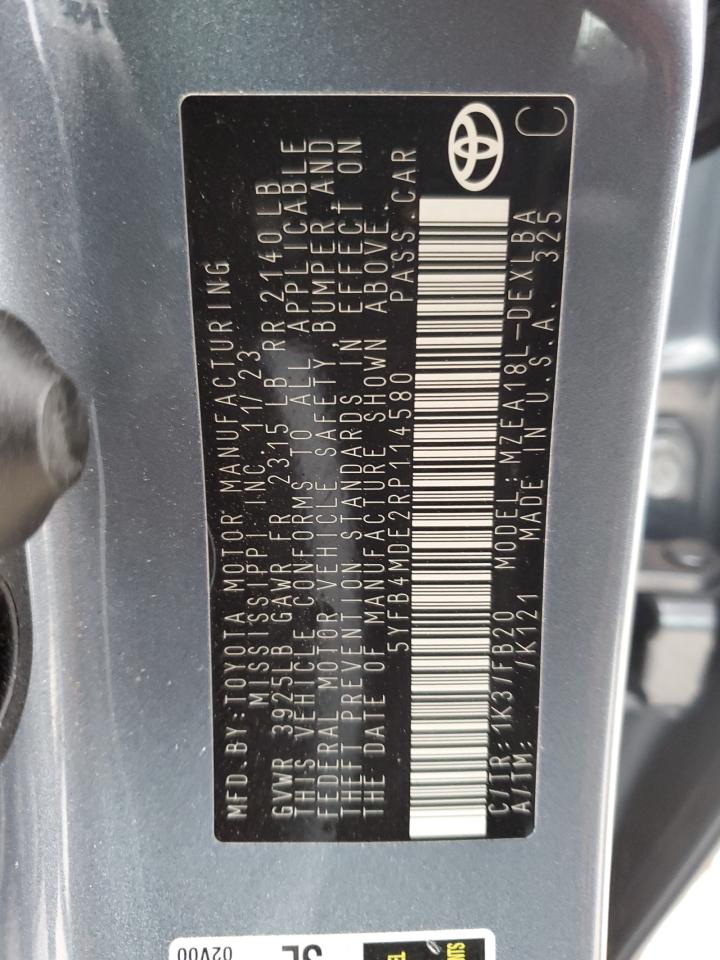 MFD.BY:TOYOTA MOTOR MANUFACTURING
MISSISSIPPI INC. 11/23
GVWR 3925LB GAWR FR 2315 LB RR 2140LB
THIS VEHICLE CONFORMS TO ALL APPLICABLE
FEDERAL MOTOR VEHICLE SAFETY, BUMPER, AND
THEFT PREVENTION STANDARDS IN EFFECT ON
THE DATE OF MANUFACTURE SHOWN ABOVE.
5YFB4MDE2RP114580 PASS.CAR
C/TR:1K3/FB20 MODEL:MZEA18L-DEXLBA
A/TM: /K121 MADE IN U.S.A. 325 C
02V00